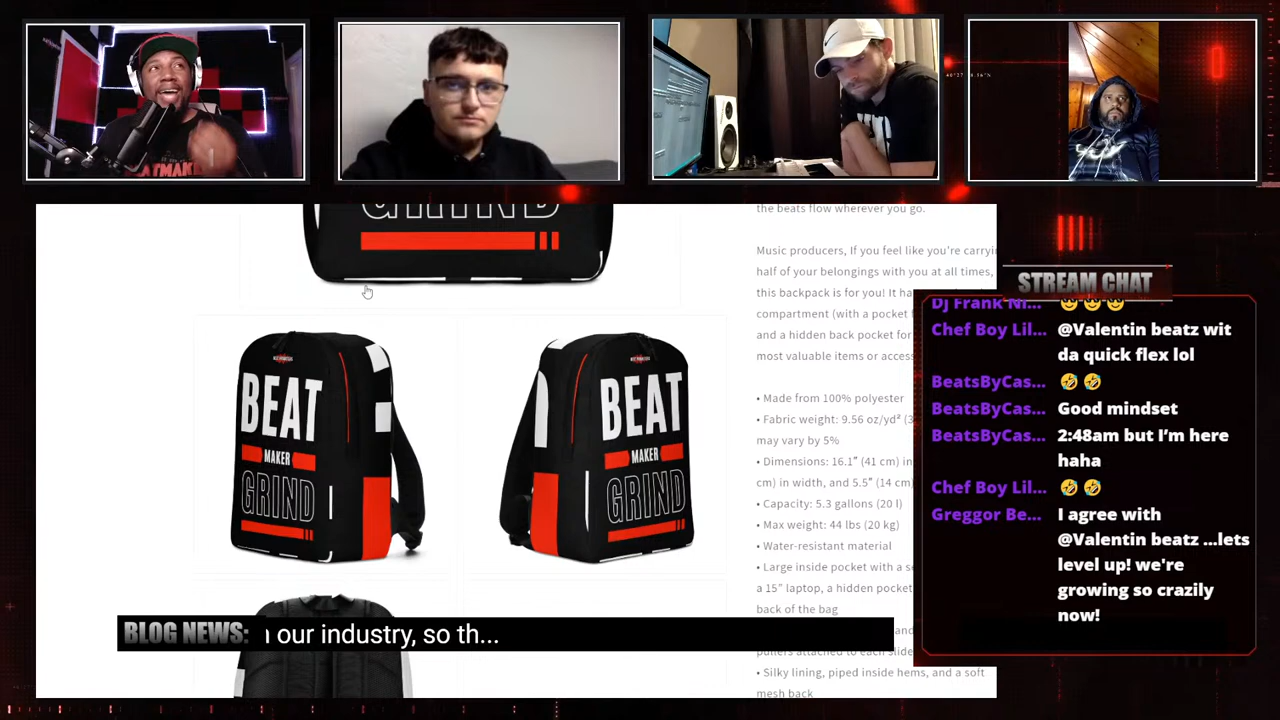 GRIND
the beats flow wherever you go.
Music producers, If you feel like you're carryi
half of your belongings with you at all times,
this backpack is for you! It ha
compartment (with a pocket f
and a hidden back pocket for
most valuable items or access
• Made from 100% polyester
• Fabric weight: 9.56 oz/yd² (3
may vary by 5%
• Dimensions: 16.1" (41 cm) in
cm) in width, and 5.5" (14 cm)
• Capacity: 5.3 gallons (20 l)
• Max weight: 44 lbs (20 kg)
• Water-resistant material
• Large inside pocket with a se
a 15" laptop, a hidden pocket
back of the bag
and
pullers attached to each slide
• Silky lining, piped inside hems, and a soft
mesh back
BEAT
MAKER
GRIND
BEAT
MAKER
GRIND
BLOG NEWS:
n our industry, so th...
STREAM CHAT
Dj Frank Ni...
Chef Boy Lil... @Valentin beatz wit
da quick flex lol
BeatsByCas... 🤣 🤣
BeatsByCas... Good mindset
BeatsByCas... 2:48am but I'm here
haha
Chef Boy Lil... 🤣 🤣
Greggor Be... I agree with
@Valentin beatz ...lets
level up! we're
growing so crazily
now!